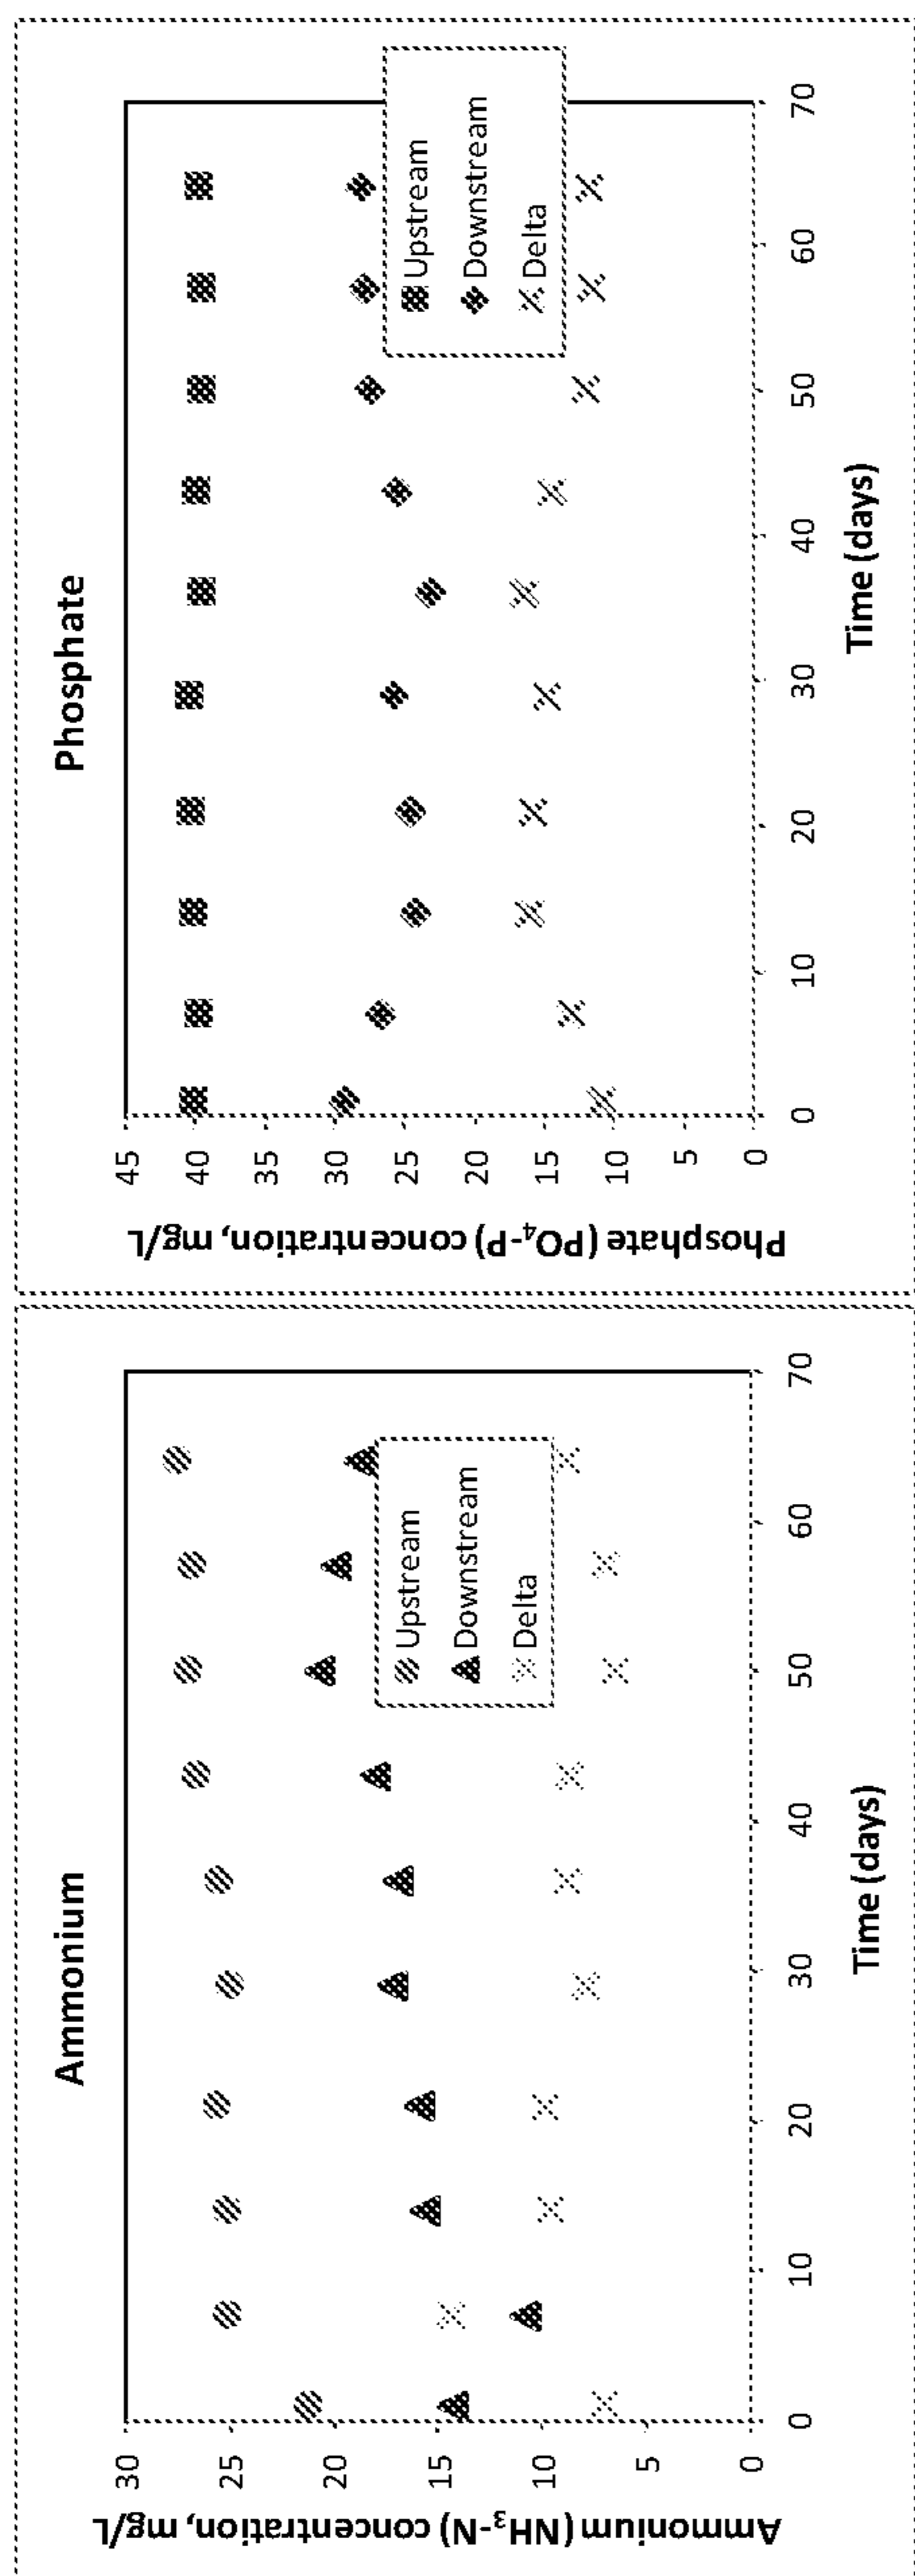 Ammonium
Ammonium (NH₃-N) concentration, mg/L
30
25
20
15
10
5
0
0 10 20 30 40 50 60 70
Time (days)
Upstream
Downstream
Delta
Phosphate
Phosphate (PO₄-P) concentration, mg/L
45
40
35
30
25
20
15
10
5
0
0 10 20 30 40 50 60 70
Time (days)
Upstream
Downstream
Delta